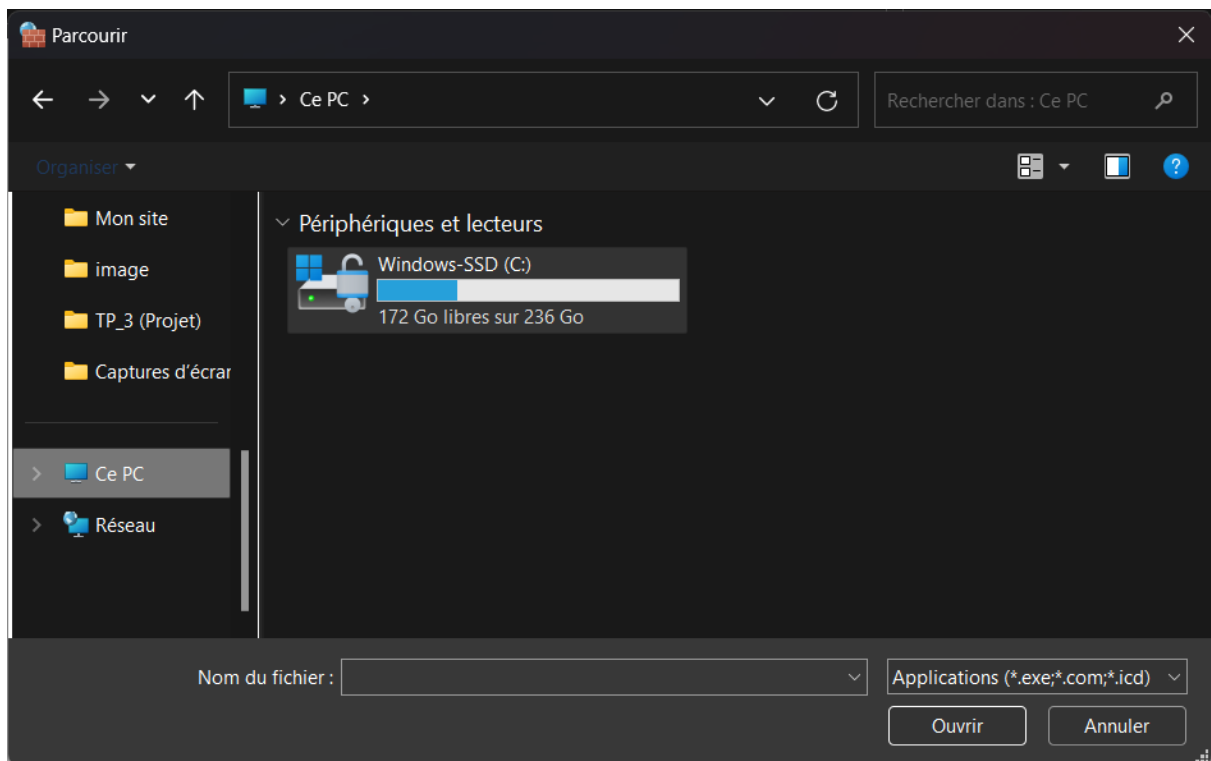 Parcourir
Ce PC
Rechercher dans : Ce PC
Organiser
Mon site
image
TP_3 (Projet)
Captures d'écrar
Ce PC
Réseau
Périphériques et lecteurs
Windows-SSD (C:)
172 Go libres sur 236 Go
Nom du fichier :
Applications (*.exe;*.com;*.icd)
Ouvrir
Annuler